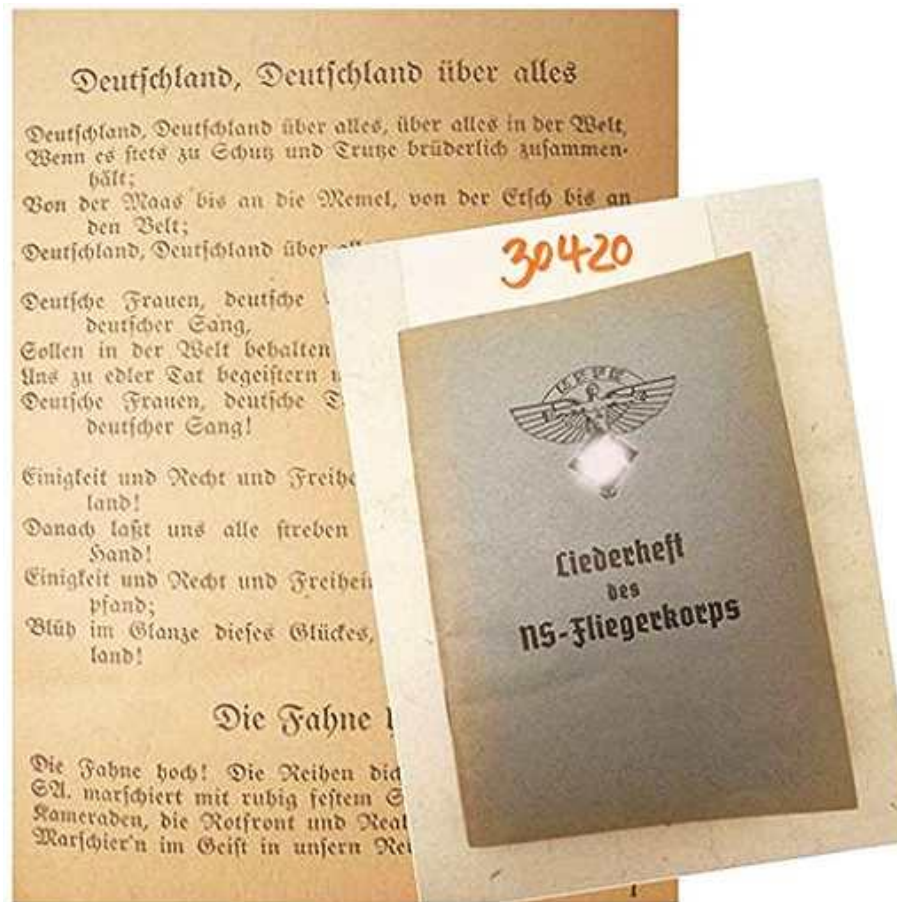 Deutschland, Deutschland über alles
Deutschland, Deutschland über alles, über alles in der Welt,
Wenn es stets zu Schutz und Trutze brüderlich zusammen-
hält;
Von der Maas bis an die Memel, von der Etsch bis an
den Belt;
Deutschland, Deutschland über
Deutsche Frauen, deutsche
deutscher Sang,
Sollen in der Welt behalten
Uns zu edler Tat begeistern
Deutsche Frauen, deutsche
deutscher Sang!
Einigkeit und Recht und
land!
Danach laßt uns alle streben
Hand!
Einigkeit und Recht und
pfand;
Blüh im Glanze dieses Glückes,
land!
Die Fahne
Die Fahne hoch! Die Reihen
SA. marschiert mit ruhig festem
Kameraden, die Rotfront und
Marschier'n im Geist in unsern
30420
Liederheft
des
NS-Fliegerkorps